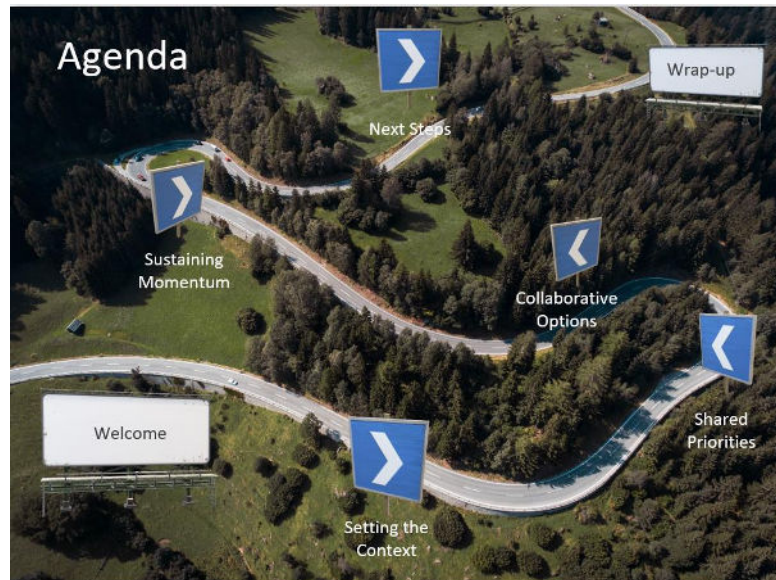 Agenda
Wrap-up
Next Steps
Sustaining
Momentum
Collaborative
Options
Shared
Priorities
Welcome
Setting the
Context